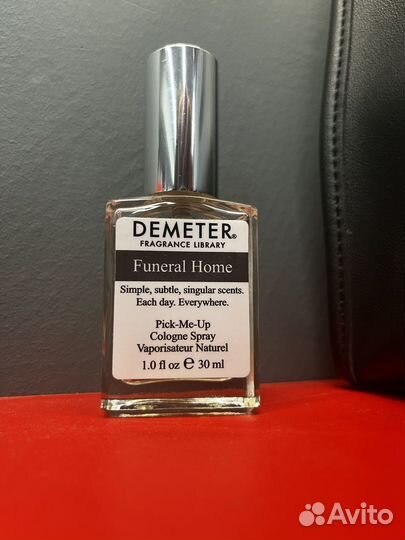 DEMETER®
FRAGRANCE LIBRARY
Funeral Home
Simple, subtle, singular scents.
Each day. Everywhere.
Pick-Me-Up
Cologne Spray
Vaporisateur Naturel
1.0 fl oz ℮ 30 ml
Avito